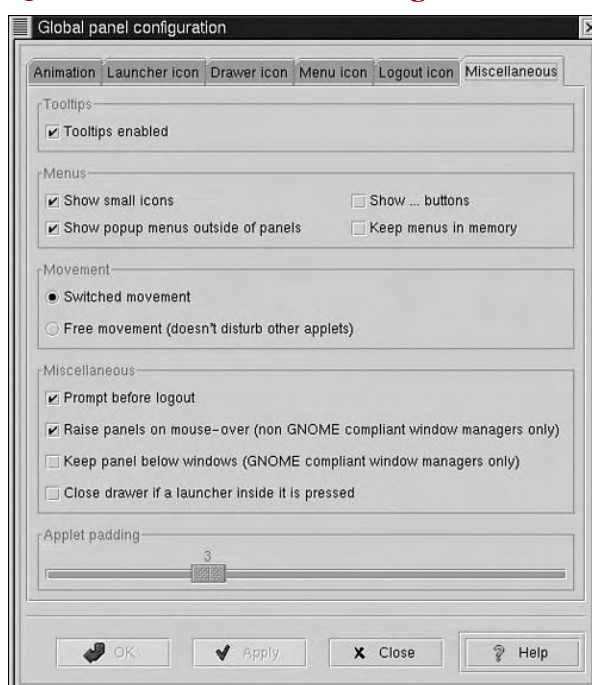 Global panel configuration
Animation Launcher icon Drawer icon Menu icon Logout icon Miscellaneous
Tooltips
Tooltips enabled
Menus
Show small icons
Show ... buttons
Show popup menus outside of panels
Keep menus in memory
Movement
Switched movement
Free movement (doesn't disturb other applets)
Miscellaneous
Prompt before logout
Raise panels on mouse-over (non GNOME compliant window managers only)
Keep panel below windows (GNOME compliant window managers only)
Close drawer if a launcher inside it is pressed
Applet padding
3
OK Apply Close Help